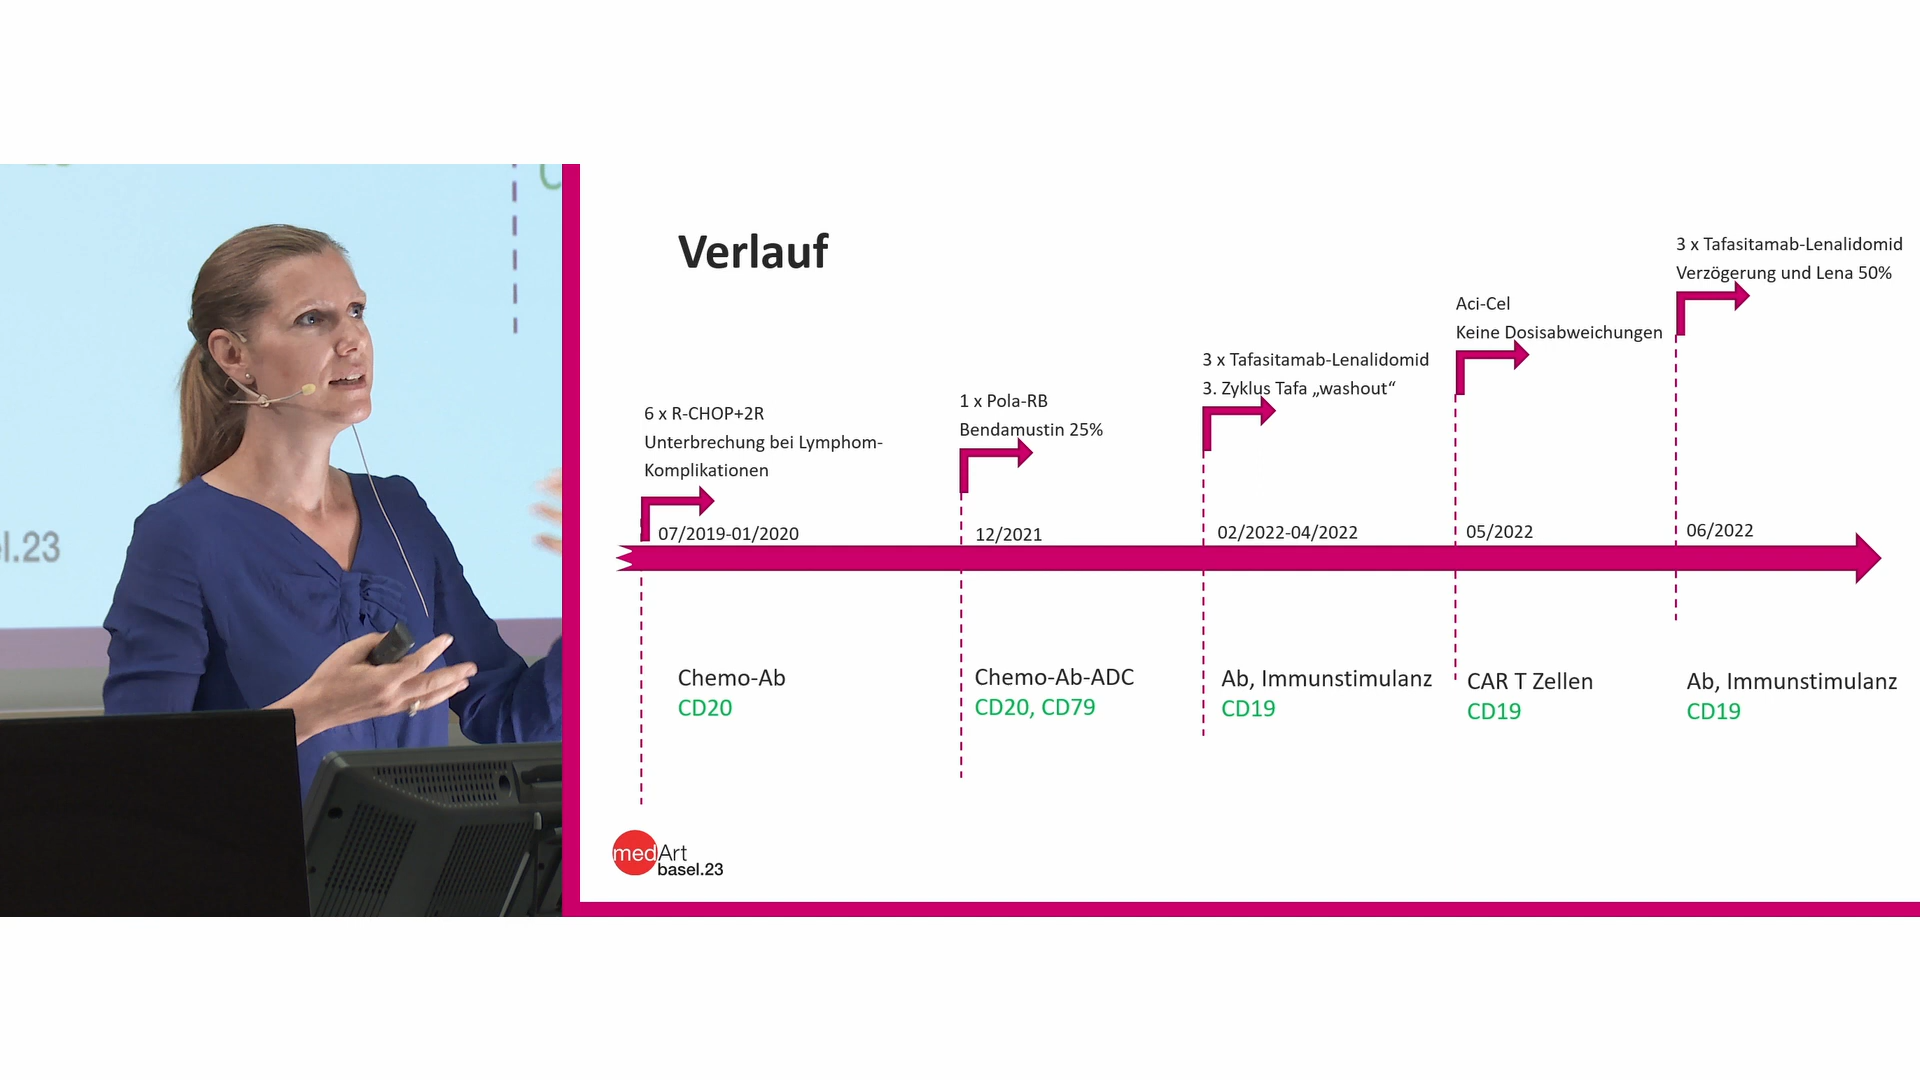 Verlauf
6 x R-CHOP+2R
Unterbrechung bei Lymphom-
Komplikationen
07/2019-01/2020
Chemo-Ab
CD20
1 x Pola-RB
Bendamustin 25%
12/2021
Chemo-Ab-ADC
CD20, CD79
3 x Tafasitamab-Lenalidomid
3. Zyklus Tafa „washout“
02/2022-04/2022
Ab, Immunstimulanz
CD19
Aci-Cel
Keine Dosisabweichungen
05/2022
CAR T Zellen
CD19
3 x Tafasitamab-Lenalidomid
Verzögerung und Lena 50%
06/2022
Ab, Immunstimulanz
CD19
medArt
basel.23
l.23